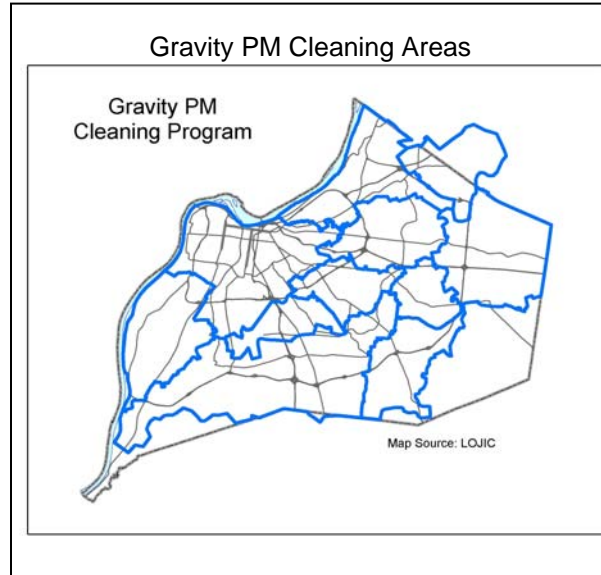 Gravity PM Cleaning Areas
Gravity PM
Cleaning Program
Map Source: LOJIC